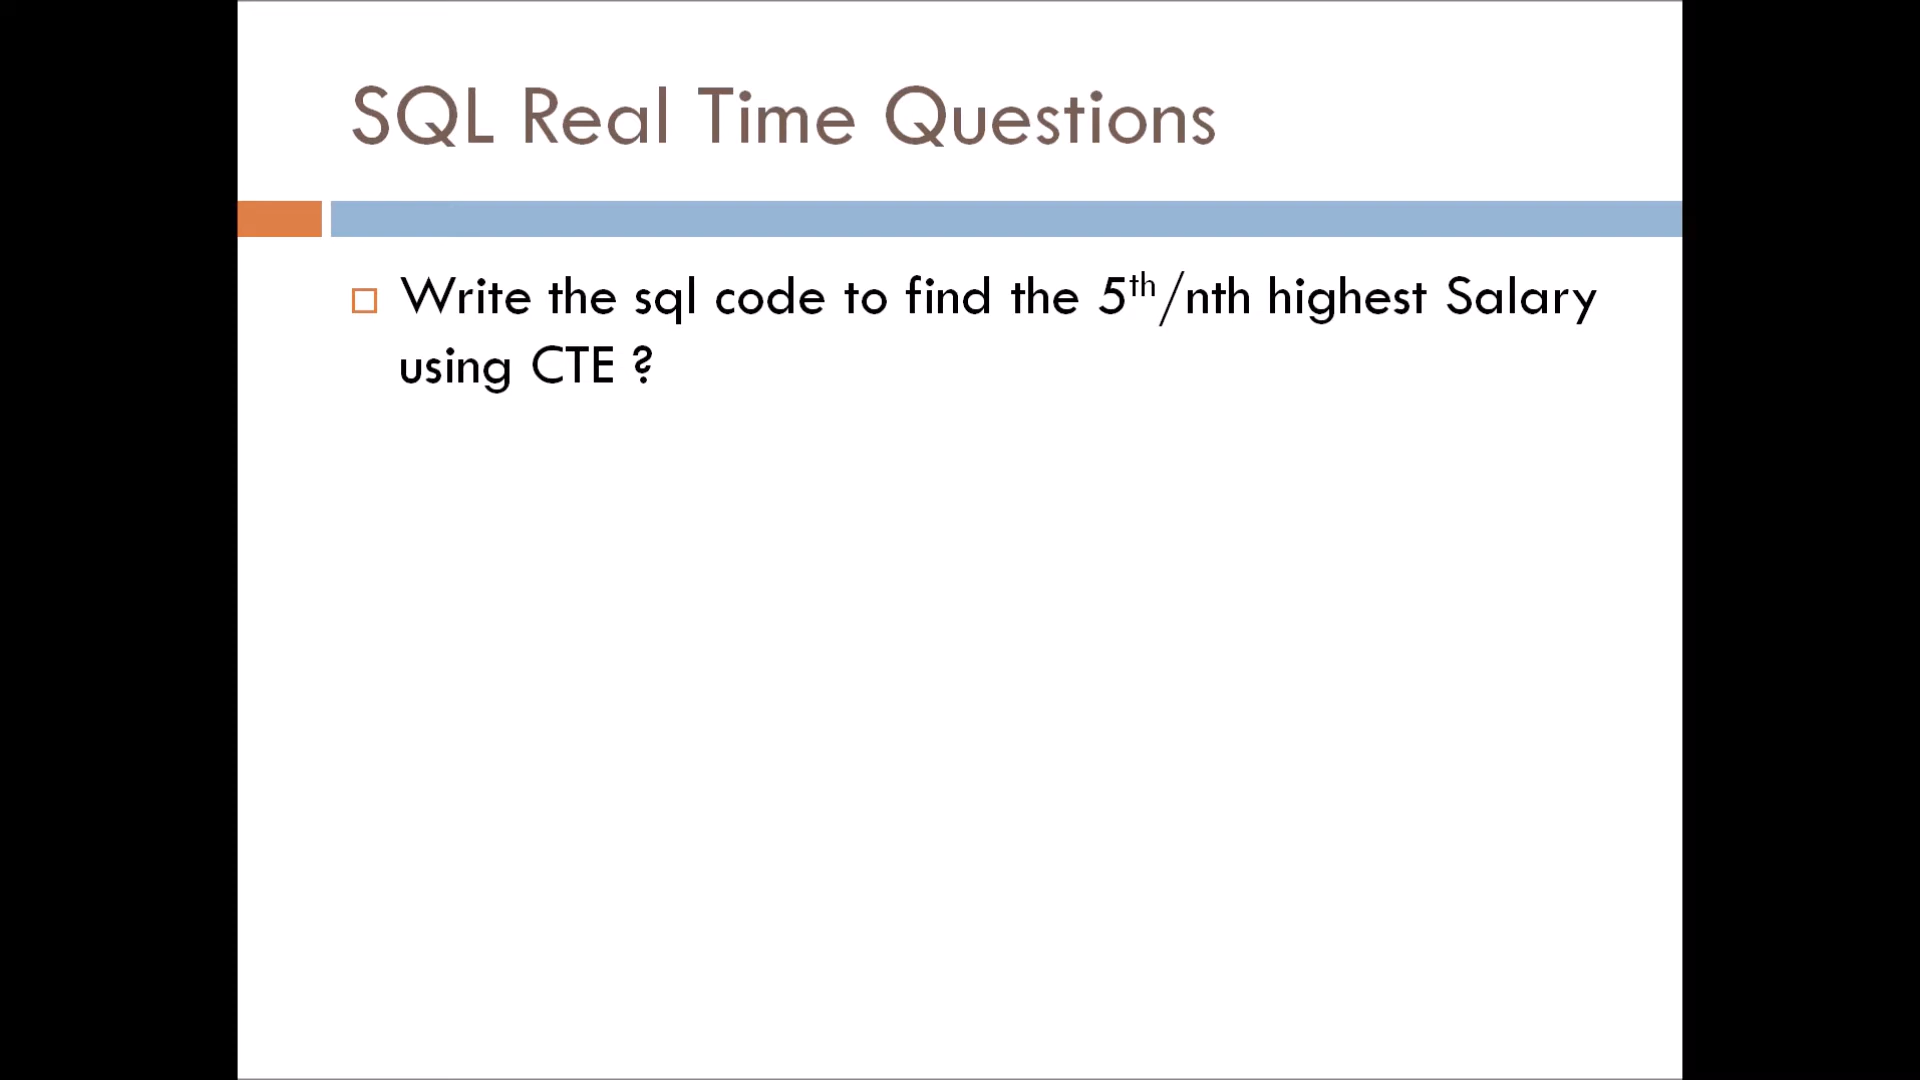 SQL Real Time Questions
Write the sql code to find the 5th/nth highest Salary
using CTE ?